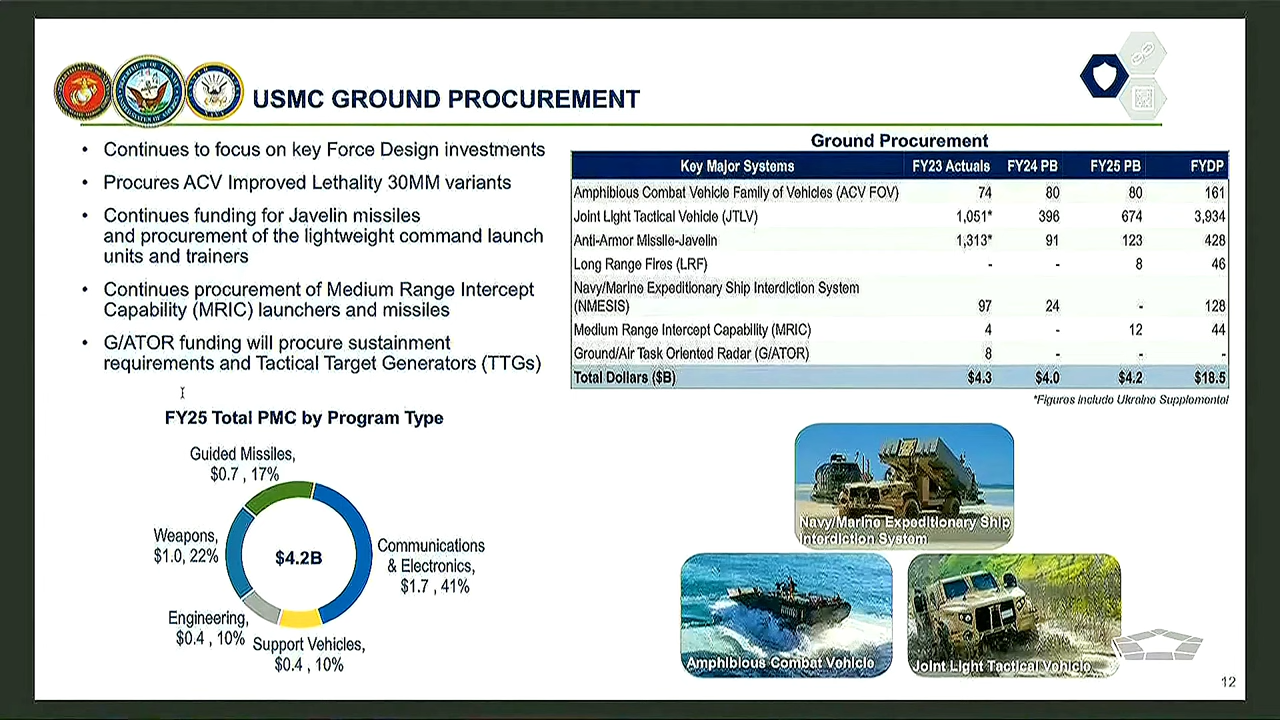 USMC GROUND PROCUREMENT
• Continues to focus on key Force Design investments
• Procures ACV Improved Lethality 30MM variants
• Continues funding for Javelin missiles
and procurement of the lightweight command launch
units and trainers
• Continues procurement of Medium Range Intercept
Capability (MRIC) launchers and missiles
• G/ATOR funding will procure sustainment
requirements and Tactical Target Generators (TTGs)
Ground Procurement
Key Major Systems FY23 Actuals FY24 PB FY25 PB FYDP
Amphibious Combat Vehicle Family of Vehicles (ACV FOV) 74 80 80 161
Joint Light Tactical Vehicle (JTLV) 1,051* 396 674 3,934
Anti-Armor Missile-Javelin 1,313* 91 123 428
Long Range Fires (LRF) - - 8 46
Navy/Marine Expeditionary Ship Interdiction System
(NMESIS) 97 24 - 128
Medium Range Intercept Capability (MRIC) 4 - 12 44
Ground/Air Task Oriented Radar (G/ATOR) 8 - - -
Total Dollars ($B) $4.3 $4.0 $4.2 $18.5
*Figures include Ukraine Supplemental
FY25 Total PMC by Program Type
Guided Missiles,
$0.7 , 17%
Weapons,
$1.0, 22%
$4.2B
Communications
& Electronics,
$1.7 , 41%
Engineering,
$0.4 , 10%
Support Vehicles,
$0.4 , 10%
Navy/Marine Expeditionary Ship
Interdiction System
Amphibious Combat Vehicle
Joint Light Tactical Vehicle
12